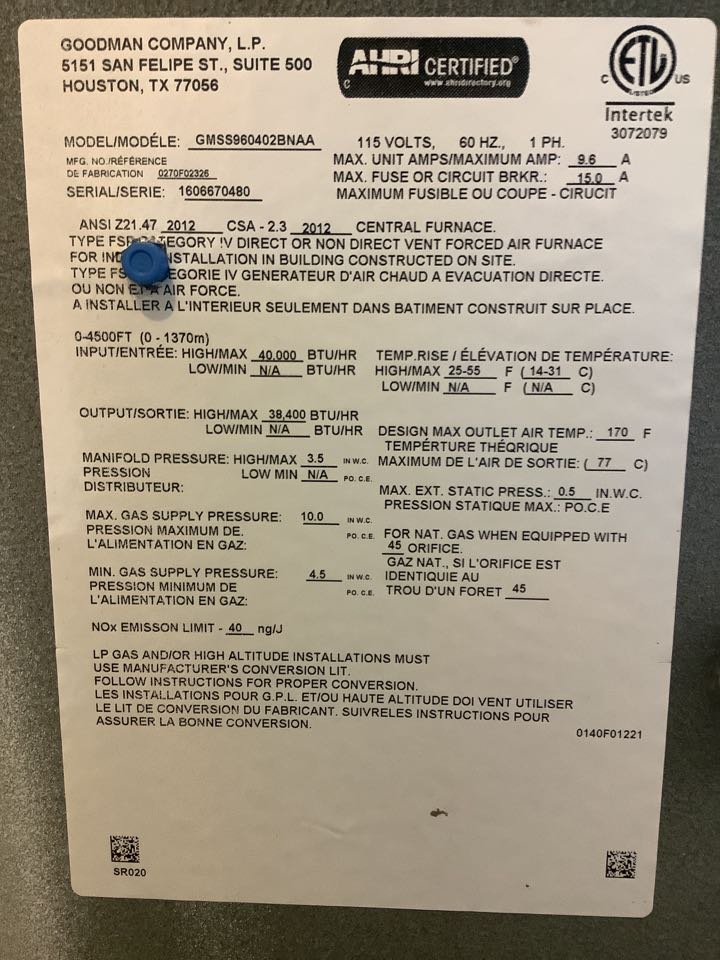 GOODMAN COMPANY, L.P.
5151 SAN FELIPE ST., SUITE 500
HOUSTON, TX 77056
C AHRI CERTIFIED®
www.ahridirectory.org
C ETL US
LISTED
Intertek
3072079
MODEL/MODÉLE: GMSS960402BNAA
115 VOLTS, 60 HZ., 1 PH.
MFG. NO./RÉFÉRENCE
DE FABRICATION 0270F02326
MAX. UNIT AMPS/MAXIMUM AMP: 9.6 A
MAX. FUSE OR CIRCUIT BRKR.: 15.0 A
SERIAL/SERIE: 1606670480
MAXIMUM FUSIBLE OU COUPE - CIRUCIT
ANSI Z21.47 2012 CSA - 2.3 2012 CENTRAL FURNACE.
TYPE FSP CATEGORY IV DIRECT OR NON DIRECT VENT FORCED AIR FURNACE
FOR IND INSTALLATION IN BUILDING CONSTRUCTED ON SITE.
TYPE FS EGORIE IV GENERATEUR D'AIR CHAUD A EVACUATION DIRECTE.
OU NON ET A AIR FORCE.
A INSTALLER A L'INTERIEUR SEULEMENT DANS BATIMENT CONSTRUIT SUR PLACE.
0-4500FT (0 - 1370m)
INPUT/ENTRÉE: HIGH/MAX 40,000 BTU/HR
LOW/MIN N/A BTU/HR
TEMP.RISE / ÉLÉVATION DE TEMPÉRATURE:
HIGH/MAX 25-55 F ( 14-31 C)
LOW/MIN N/A F ( N/A C)
OUTPUT/SORTIE: HIGH/MAX 38,400 BTU/HR
LOW/MIN N/A BTU/HR
DESIGN MAX OUTLET AIR TEMP.: 170 F
TEMPÉRTURE THÉQRIQUE
MAXIMUM DE L'AIR DE SORTIE: ( 77 C)
MANIFOLD PRESSURE: HIGH/MAX 3.5 IN W.C.
PRESSION LOW MIN N/A PO. C.E.
DISTRIBUTEUR:
MAX. EXT. STATIC PRESS.: 0.5 IN.W.C.
PRESSION STATIQUE MAX.: PO.C.E
MAX. GAS SUPPLY PRESSURE: 10.0 IN W.C.
PRESSION MAXIMUM DE PO. C.E.
L'ALIMENTATION EN GAZ:
FOR NAT. GAS WHEN EQUIPPED WITH
45 ORIFICE.
GAZ NAT., SI L'ORIFICE EST
IDENTIQUIE AU
TROU D'UN FORET 45
MIN. GAS SUPPLY PRESSURE: 4.5 IN W.C.
PRESSION MINIMUM DE PO. C.E.
L'ALIMENTATION EN GAZ:
NOx EMISSON LIMIT - 40 ng/J
LP GAS AND/OR HIGH ALTITUDE INSTALLATIONS MUST
USE MANUFACTURER'S CONVERSION LIT.
FOLLOW INSTRUCTIONS FOR PROPER CONVERSION.
LES INSTALLATIONS POUR G.P.L. ET/OU HAUTE ALTITUDE DOI VENT UTILISER
LE LIT DE CONVERSION DU FABRICANT. SUIVRELES INSTRUCTIONS POUR
ASSURER LA BONNE CONVERSION.
0140F01221
SR020